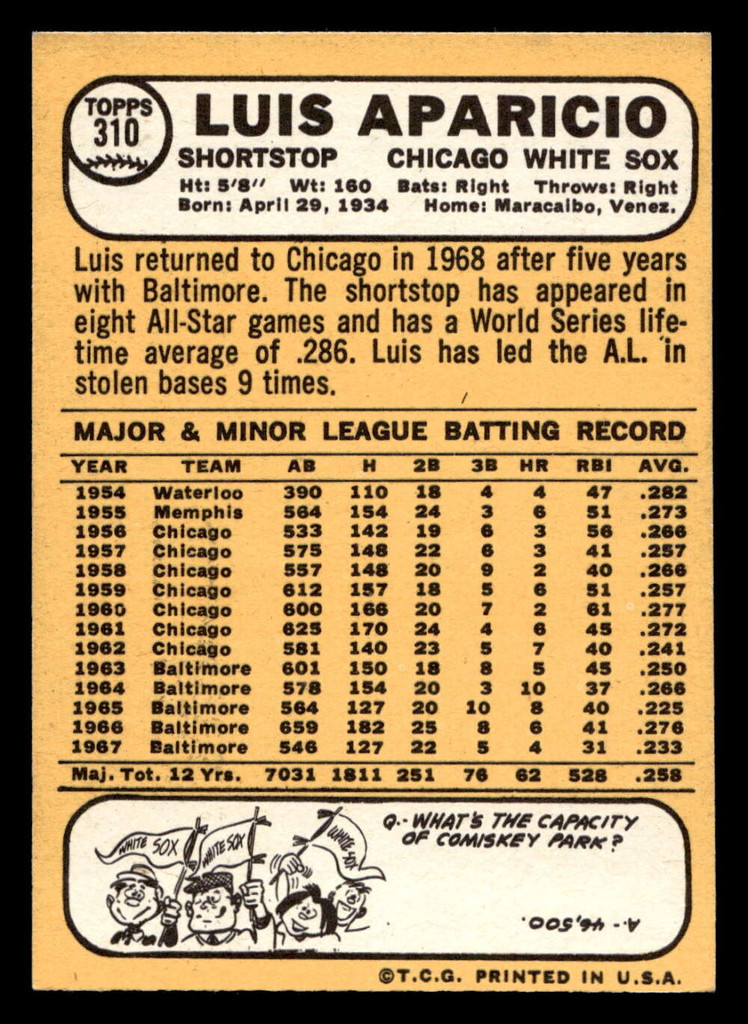 TOPPS
310
LUIS APARICIO
SHORTSTOP CHICAGO WHITE SOX
Ht: 5'8" Wt: 160 Bats: Right Throws: Right
Born: April 29, 1934 Home: Maracaibo, Venez.
Luis returned to Chicago in 1968 after five years
with Baltimore. The shortstop has appeared in
eight All-Star games and has a World Series life-
time average of .286. Luis has led the A.L. in
stolen bases 9 times.
MAJOR & MINOR LEAGUE BATTING RECORD
YEAR TEAM AB H 2B 3B HR RBI AVG.
1954 Waterloo 390 110 18 4 4 47 .282
1955 Memphis 564 154 24 3 6 51 .273
1956 Chicago 533 142 19 6 3 56 .266
1957 Chicago 575 148 22 6 3 41 .257
1958 Chicago 557 148 20 9 2 40 .266
1959 Chicago 612 157 18 5 6 51 .257
1960 Chicago 600 166 20 7 2 61 .277
1961 Chicago 625 170 24 4 6 45 .272
1962 Chicago 581 140 23 5 7 40 .241
1963 Baltimore 601 150 18 8 5 45 .250
1964 Baltimore 578 154 20 3 10 37 .266
1965 Baltimore 564 127 20 10 8 40 .225
1966 Baltimore 659 182 25 8 6 41 .276
1967 Baltimore 546 127 22 5 4 31 .233
Maj. Tot. 12 Yrs. 7031 1811 251 76 62 528 .258
WHITE SOX
WHITE SOX
WHITE SOX
Q.- WHAT'S THE CAPACITY
OF COMISKEY PARK?
A.- 46,500.
©T.C.G. PRINTED IN U.S.A.